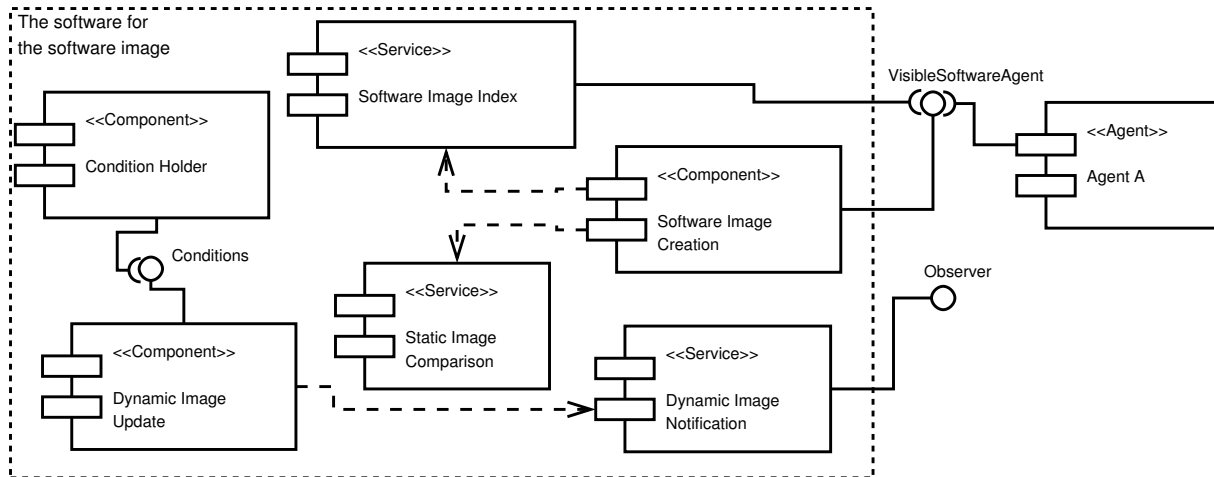 The software for
the software image
<<Service>>
Software Image Index
VisibleSoftwareAgent
<<Component>>
Condition Holder
<<Agent>>
Agent A
<<Component>>
Software Image
Creation
Conditions
Observer
<<Service>>
Static Image
Comparison
<<Component>>
Dynamic Image
Update
<<Service>>
Dynamic Image
Notification